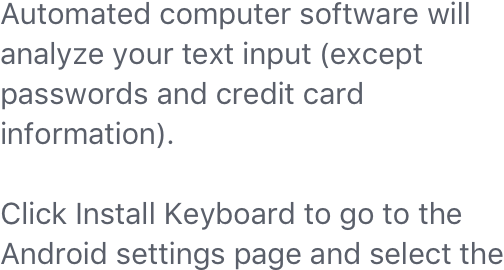 Automated computer software will
analyze your text input (except
passwords and credit card
information).
Click Install Keyboard to go to the
Android settings page and select the